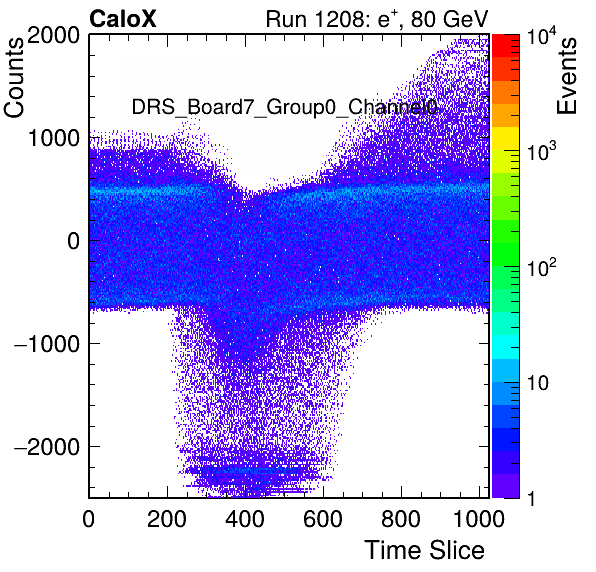 CaloX Run 1208: e⁺, 80 GeV
Counts
Events
DRS_Board7_Group0_Channel0
2000
1000
0
−1000
−2000
0 200 400 600 800 1000
Time Slice
10⁴
10³
10²
10
1